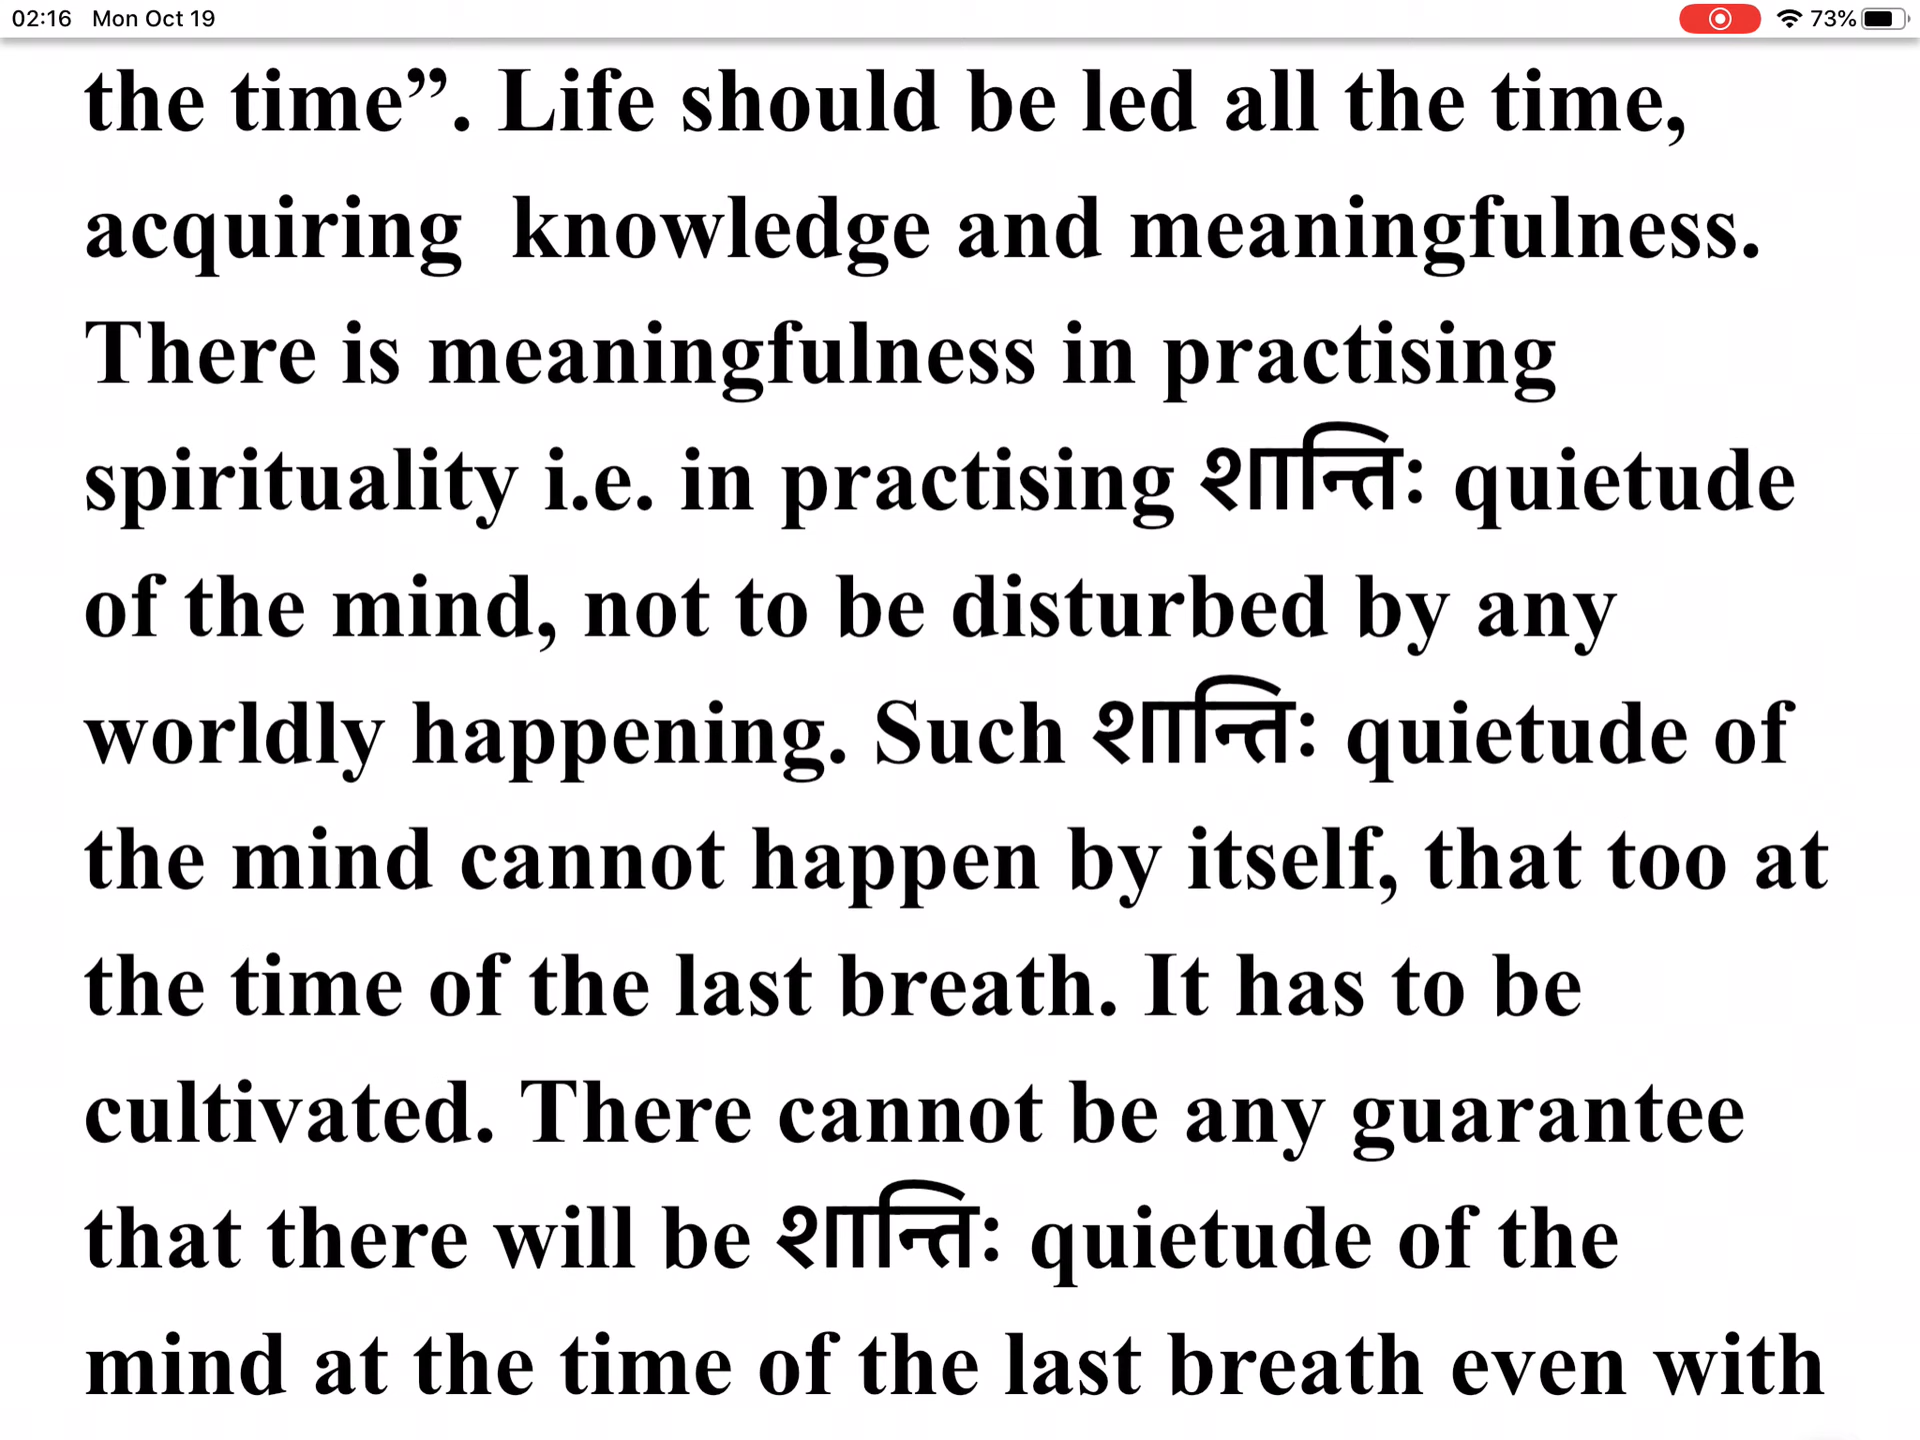 02:16 Mon Oct 19 73%
the time”. Life should be led all the time,
acquiring  knowledge and meaningfulness.
There is meaningfulness in practising
spirituality i.e. in practising शान्तिः quietude
of the mind, not to be disturbed by any
worldly happening. Such शान्तिः quietude of
the mind cannot happen by itself, that too at
the time of the last breath. It has to be
cultivated. There cannot be any guarantee
that there will be शान्तिः quietude of the
mind at the time of the last breath even with